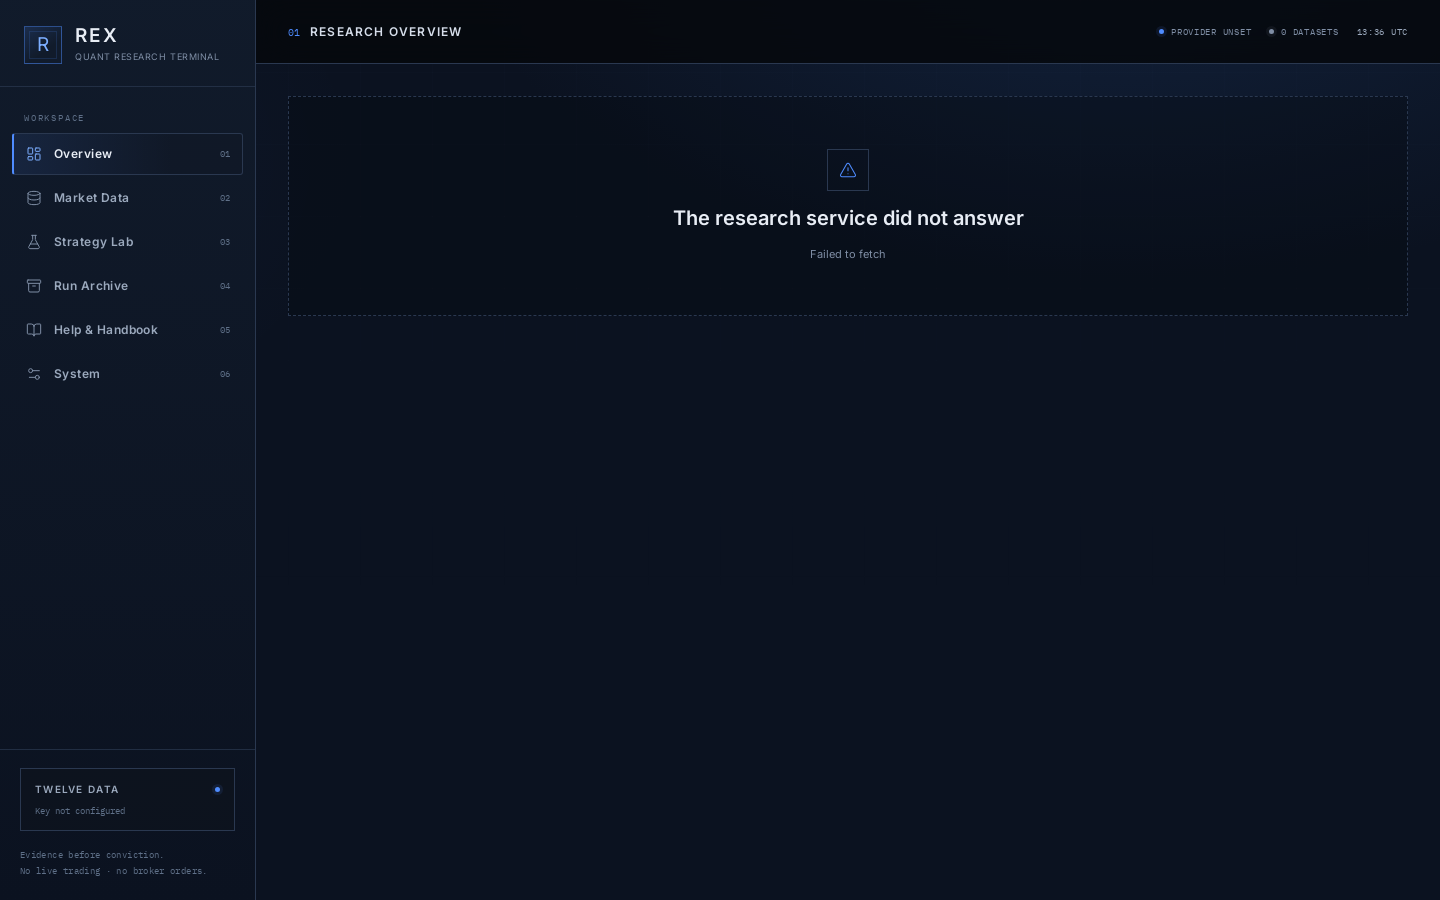 R
REX
QUANT RESEARCH TERMINAL
01 RESEARCH OVERVIEW
PROVIDER UNSET
0 DATASETS
13:36 UTC
WORKSPACE
Overview 01
Market Data 02
Strategy Lab 03
Run Archive 04
Help & Handbook 05
System 06
The research service did not answer
Failed to fetch
TWELVE DATA
Key not configured
Evidence before conviction.
No live trading · no broker orders.